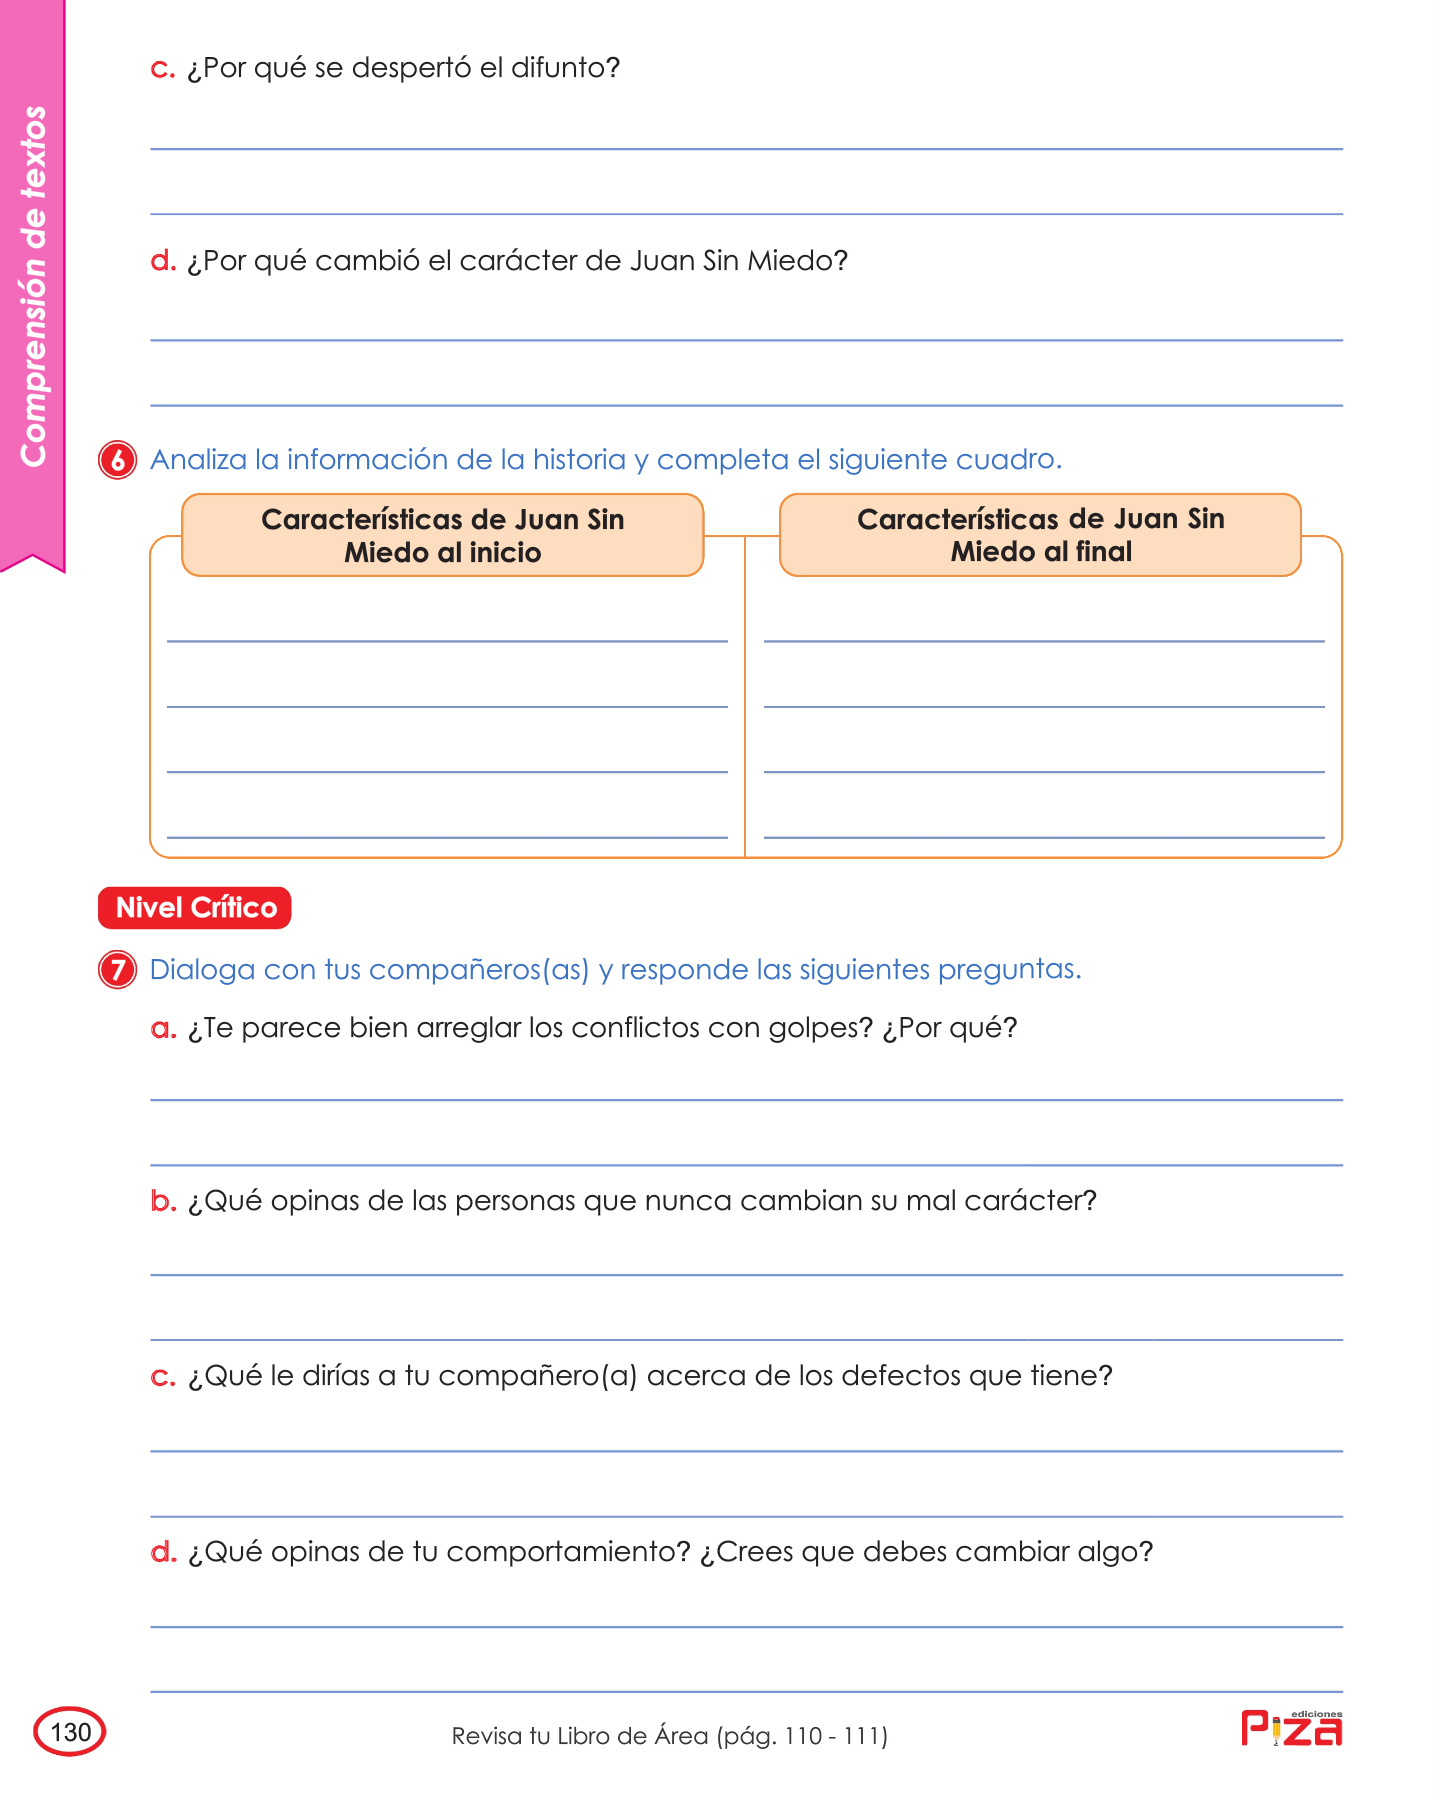 Comprensión de textos
c. ¿Por qué se despertó el difunto?
d. ¿Por qué cambió el carácter de Juan Sin Miedo?
6 Analiza la información de la historia y completa el siguiente cuadro.
Características de Juan Sin
Miedo al inicio
Características de Juan Sin
Miedo al final
Nivel Crítico
7 Dialoga con tus compañeros(as) y responde las siguientes preguntas.
a. ¿Te parece bien arreglar los conflictos con golpes? ¿Por qué?
b. ¿Qué opinas de las personas que nunca cambian su mal carácter?
c. ¿Qué le dirías a tu compañero(a) acerca de los defectos que tiene?
d. ¿Qué opinas de tu comportamiento? ¿Crees que debes cambiar algo?
130
Revisa tu Libro de Área (pág. 110 - 111)
ediciones
Piza